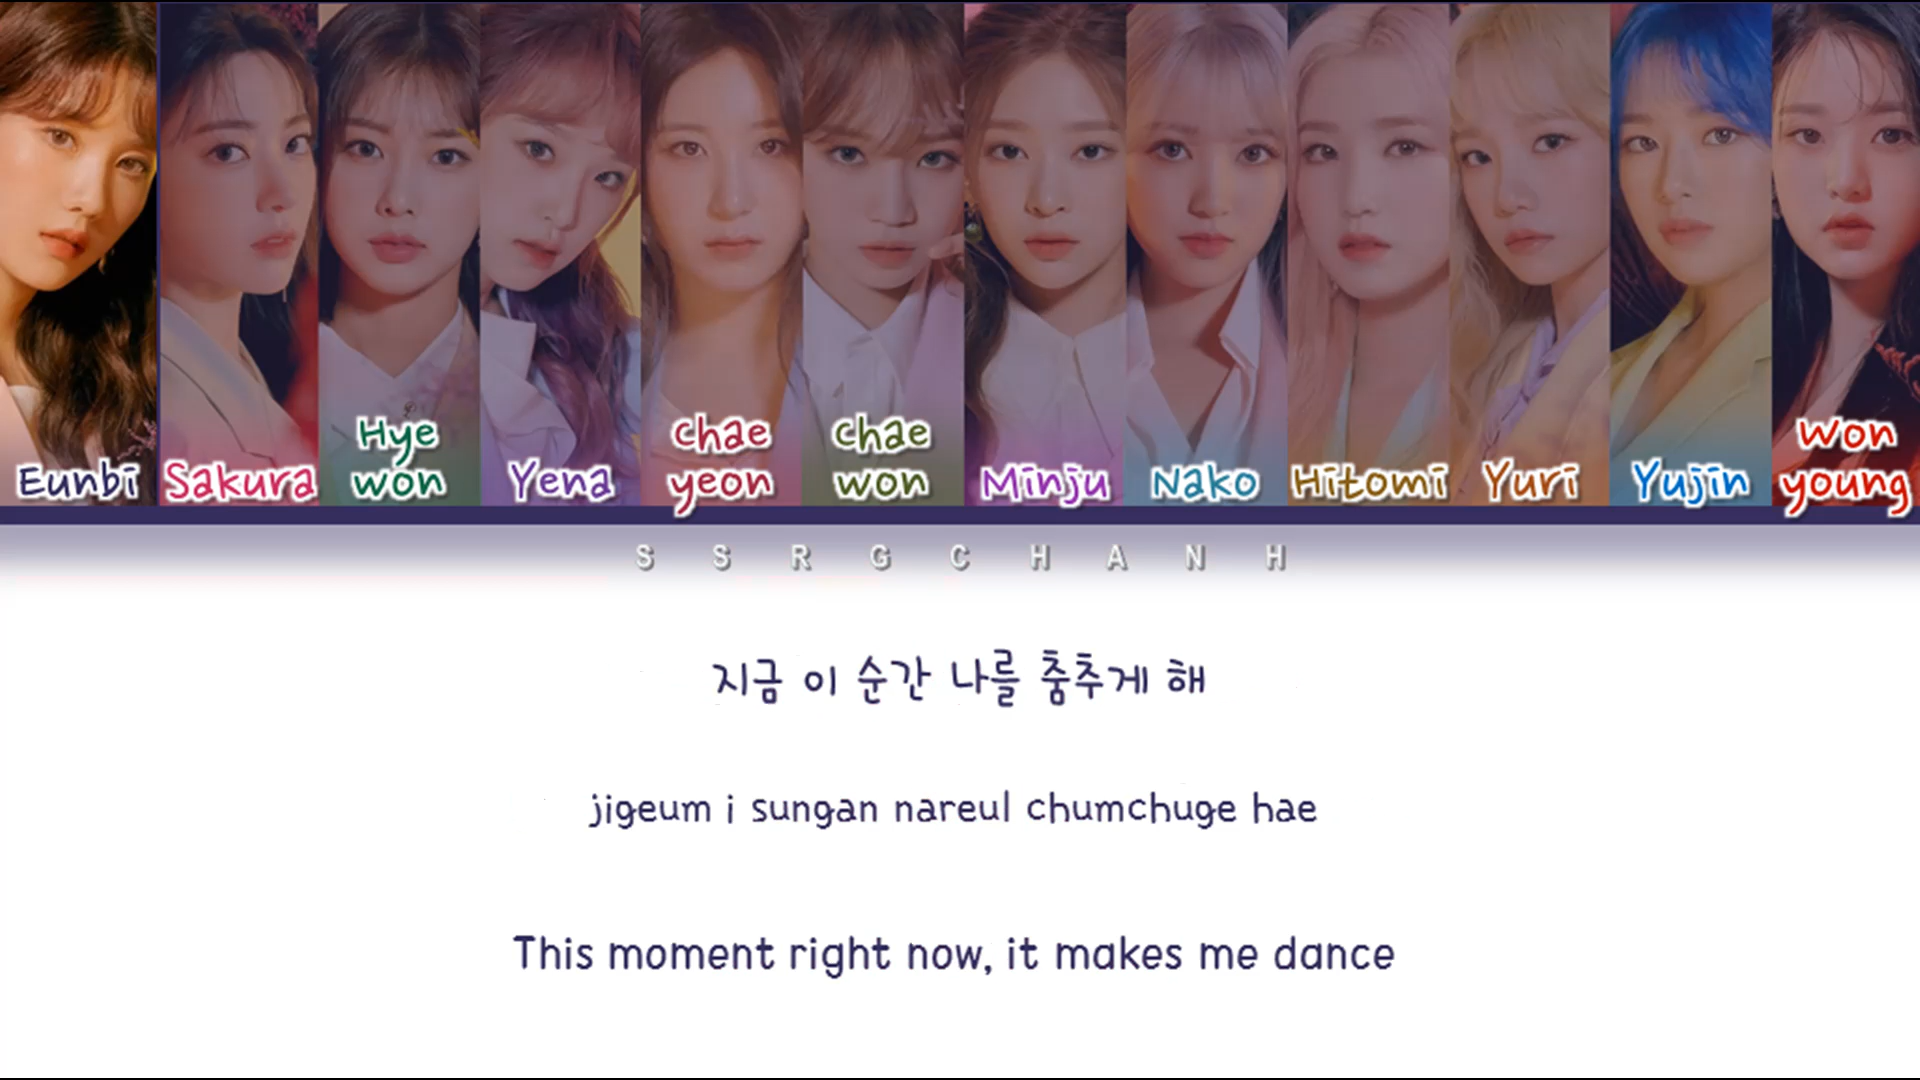 Eunbi
Sakura
Hye
won
Yena
chae
yeon
chae
won
Minju
Nako
Hitomi
Yuri
Yujin
Won
young
S S R G C H A N H
지금 이 순간 나를 춤추게 해
jigeum i sungan nareul chumchuge hae
This moment right now, it makes me dance